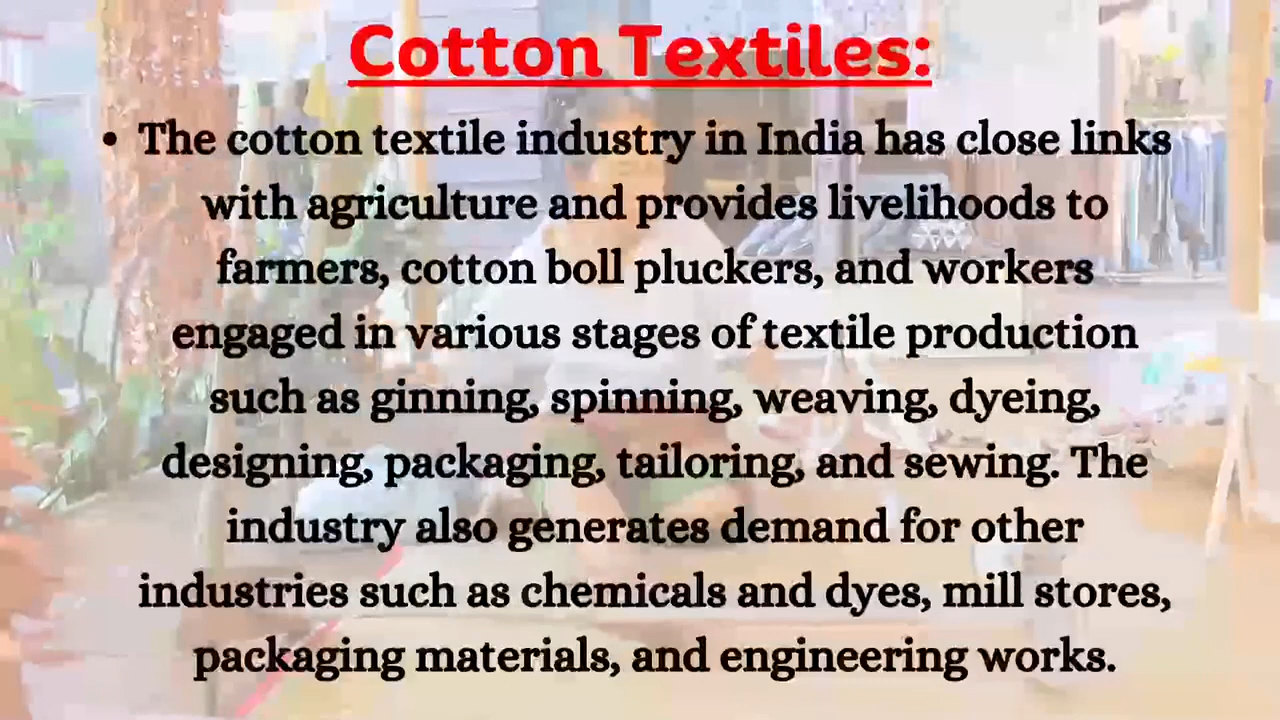 Cotton Textiles:
• The cotton textile industry in India has close links
with agriculture and provides livelihoods to
farmers, cotton boll pluckers, and workers
engaged in various stages of textile production
such as ginning, spinning, weaving, dyeing,
designing, packaging, tailoring, and sewing. The
industry also generates demand for other
industries such as chemicals and dyes, mill stores,
packaging materials, and engineering works.